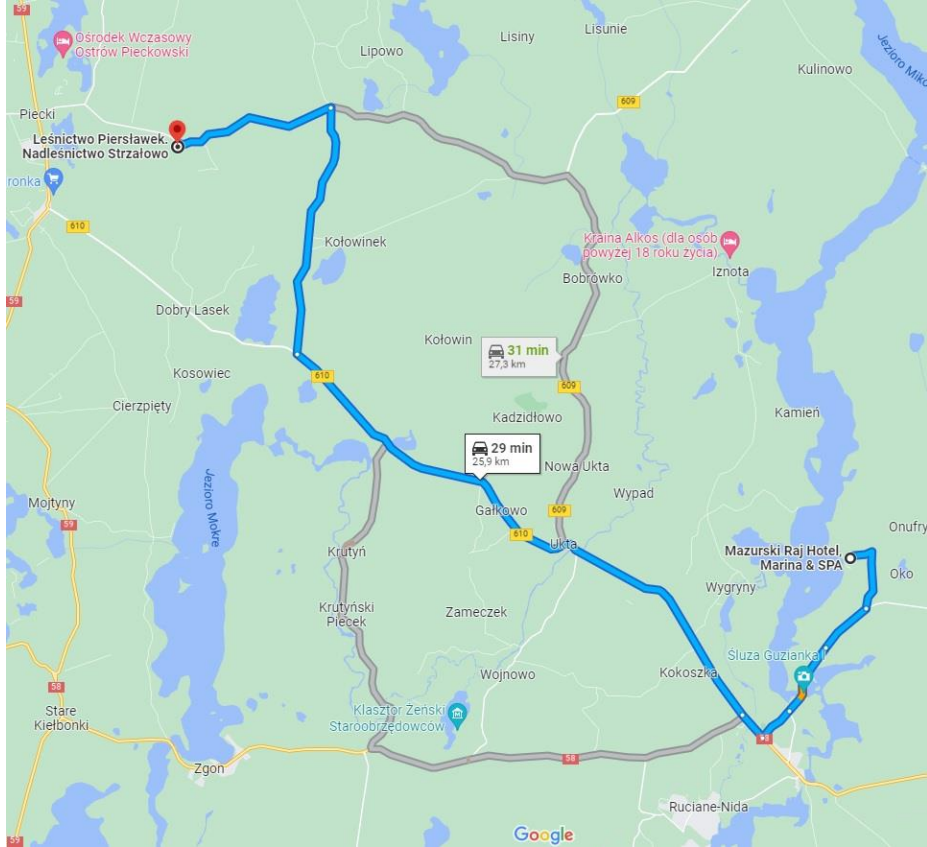 59
Ośrodek Wczasowy
Ostrów Pieckowski
Lipowo
Lisiny
Lisunie
Kulinowo
609
Piecki
Leśnictwo Piersławek.
Nadleśnictwo Strzałowo
ronka
610
Kołowinek
Kraina Alkos (dla osób
powyżej 18 roku życia)
Iznota
Bobrówko
59
Dobry Lasek
Kołowin
31 min
27,3 km
610
Kosowiec
609
Cierzpięty
Kadzidłowo
Kamień
29 min
25,9 km
Nowa Ukta
Jezioro Mokre
Wypad
Mojtyny
59
Gałkowo
609
610
Ukta
Onufry
Krutyń
Mazurski Raj Hotel,
Marina & SPA
Oko
Wygryny
Krutyński
Piecek
Zameczek
Śluza Guzianka I
Wojnowo
Kokoszka
58
Stare
Kiełbonki
Klasztor Żeński
Staroobrzędowców
58
Zgon
58
Ruciane-Nida
Google
59